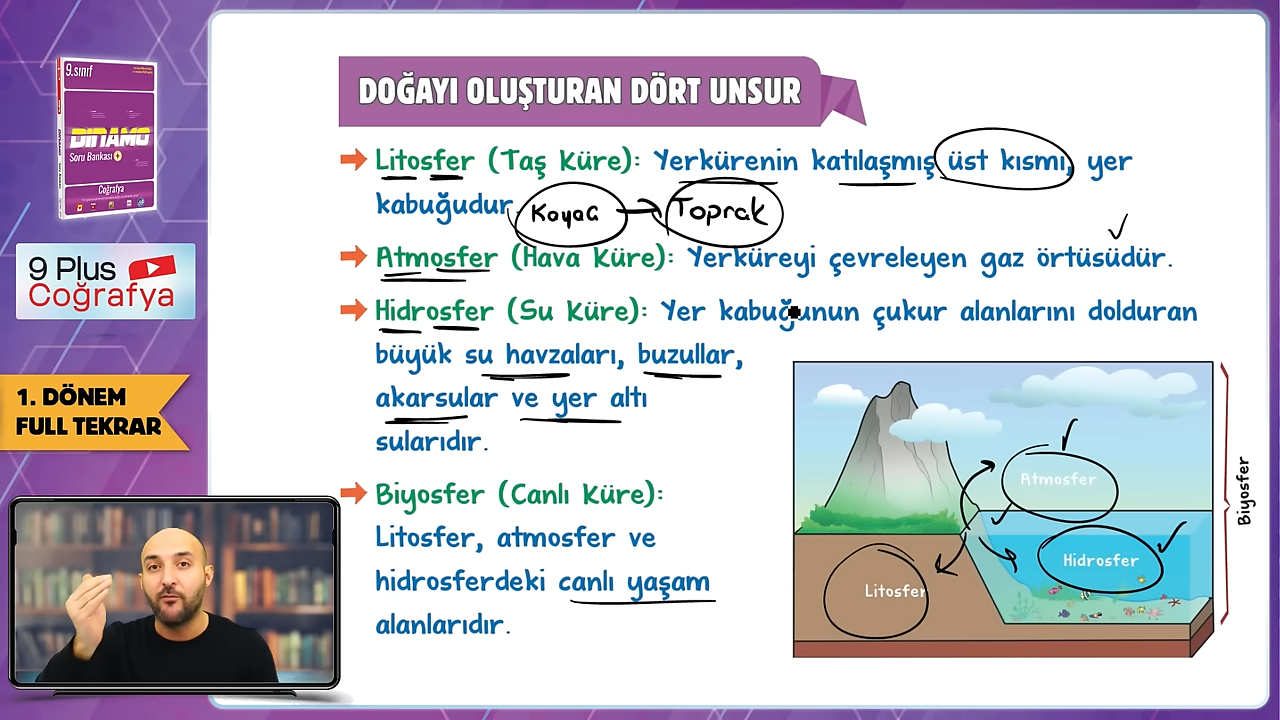 9.sınıf
DİNAMO
Soru Bankası
Coğrafya
9 Plus
Coğrafya
1. DÖNEM
FULL TEKRAR
DOĞAYI OLUŞTURAN DÖRT UNSUR
Litosfer (Taş Küre): Yerkürenin katılaşmış üst kısmı, yer
kabuğudur.
Kayaç → Toprak
Atmosfer (Hava Küre): Yerküreyi çevreleyen gaz örtüsüdür.
Hidrosfer (Su Küre): Yer kabuğunun çukur alanlarını dolduran
büyük su havzaları, buzullar,
akarsular ve yer altı
sularıdır.
Biyosfer (Canlı Küre):
Litosfer, atmosfer ve
hidrosferdeki canlı yaşam
alanlarıdır.
Atmosfer
Hidrosfer
Litosfer
Biyosfer